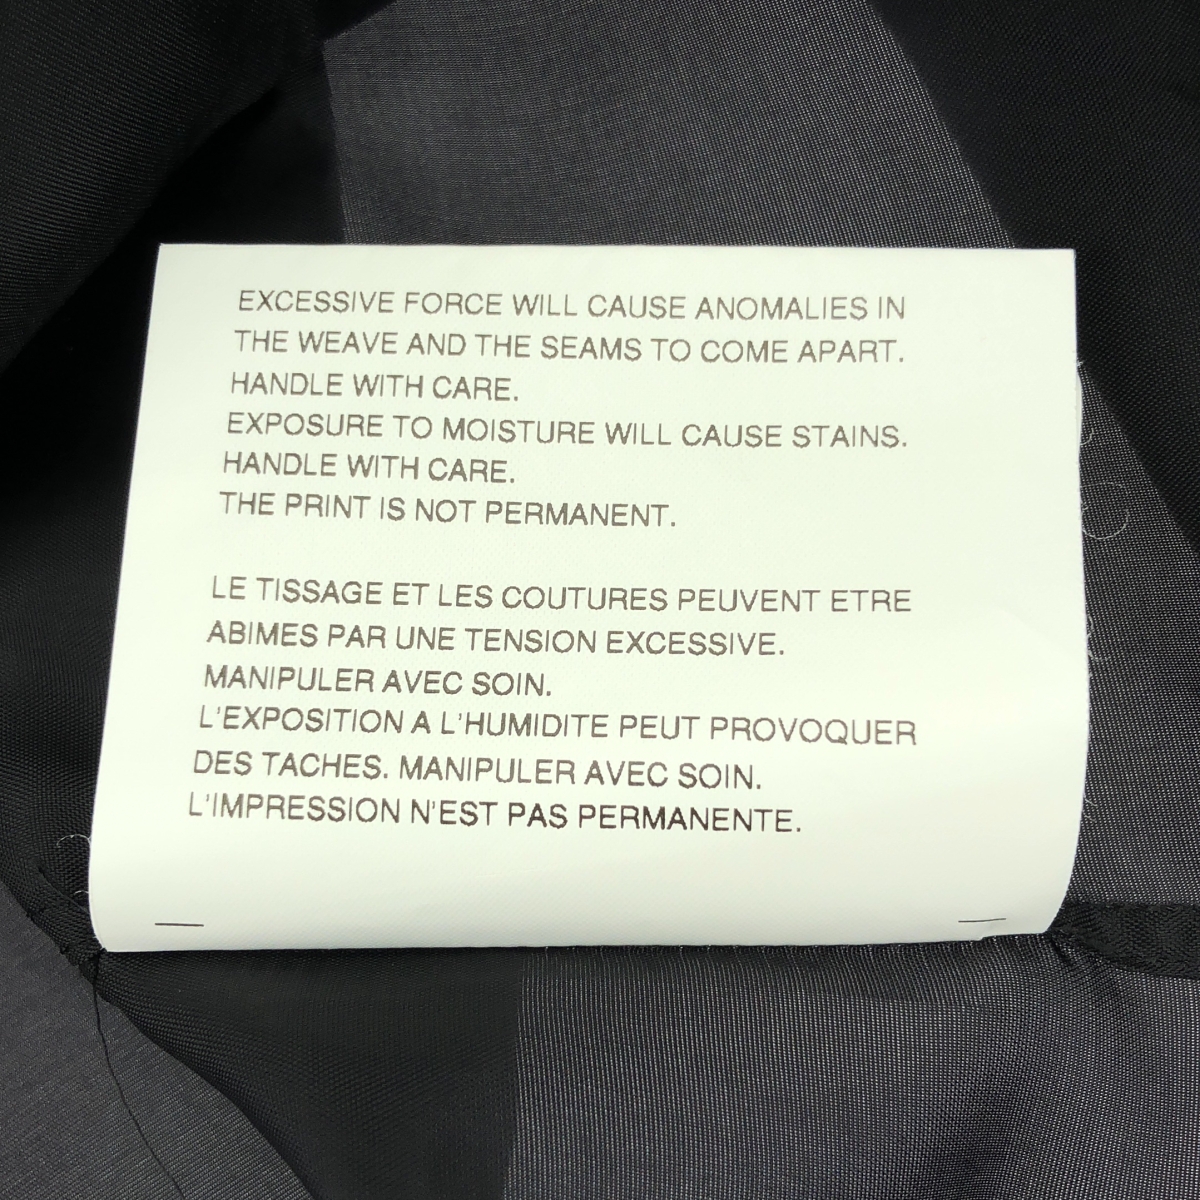 EXCESSIVE FORCE WILL CAUSE ANOMALIES IN
THE WEAVE AND THE SEAMS TO COME APART.
HANDLE WITH CARE.
EXPOSURE TO MOISTURE WILL CAUSE STAINS.
HANDLE WITH CARE.
THE PRINT IS NOT PERMANENT.
LE TISSAGE ET LES COUTURES PEUVENT ETRE
ABIMES PAR UNE TENSION EXCESSIVE.
MANIPULER AVEC SOIN.
L'EXPOSITION A L'HUMIDITE PEUT PROVOQUER
DES TACHES. MANIPULER AVEC SOIN.
L'IMPRESSION N'EST PAS PERMANENTE.